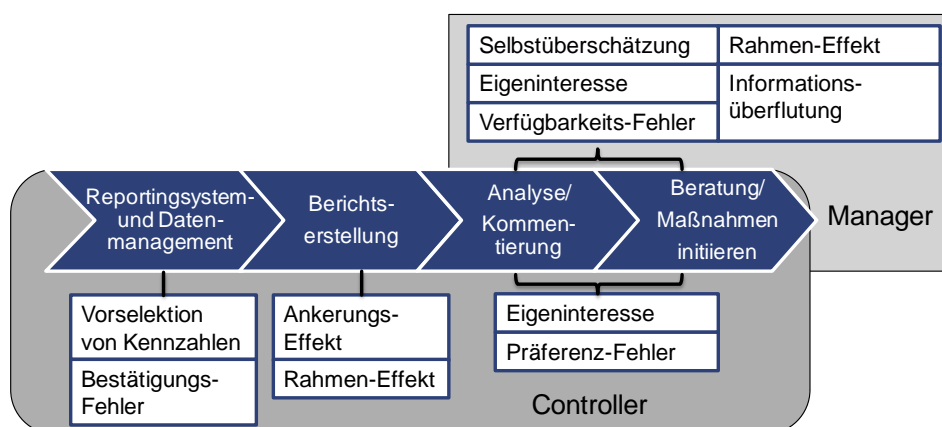 Selbstüberschätzung
Rahmen-Effekt
Eigeninteresse
Informations-
überflutung
Verfügbarkeits-Fehler
Reportingsystem-
und Daten-
management
Berichts-
erstellung
Analyse/
Kommen-
tierung
Beratung/
Maßnahmen
initiieren
Manager
Vorselektion
von Kennzahlen
Bestätigungs-
Fehler
Ankerungs-
Effekt
Rahmen-Effekt
Eigeninteresse
Präferenz-Fehler
Controller